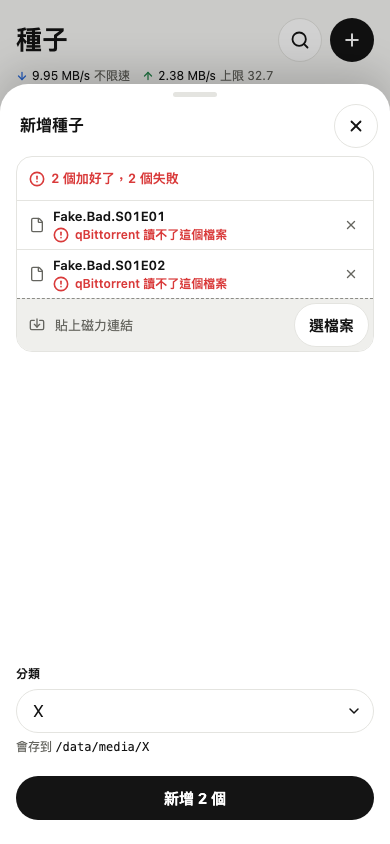 種子
9.95 MB/s 不限速 2.38 MB/s 上限 32.7
新增種子
2 個加好了，2 個失敗
Fake.Bad.S01E01
qBittorrent 讀不了這個檔案
Fake.Bad.S01E02
qBittorrent 讀不了這個檔案
貼上磁力連結
選檔案
分類
X
會存到 /data/media/X
新增 2 個